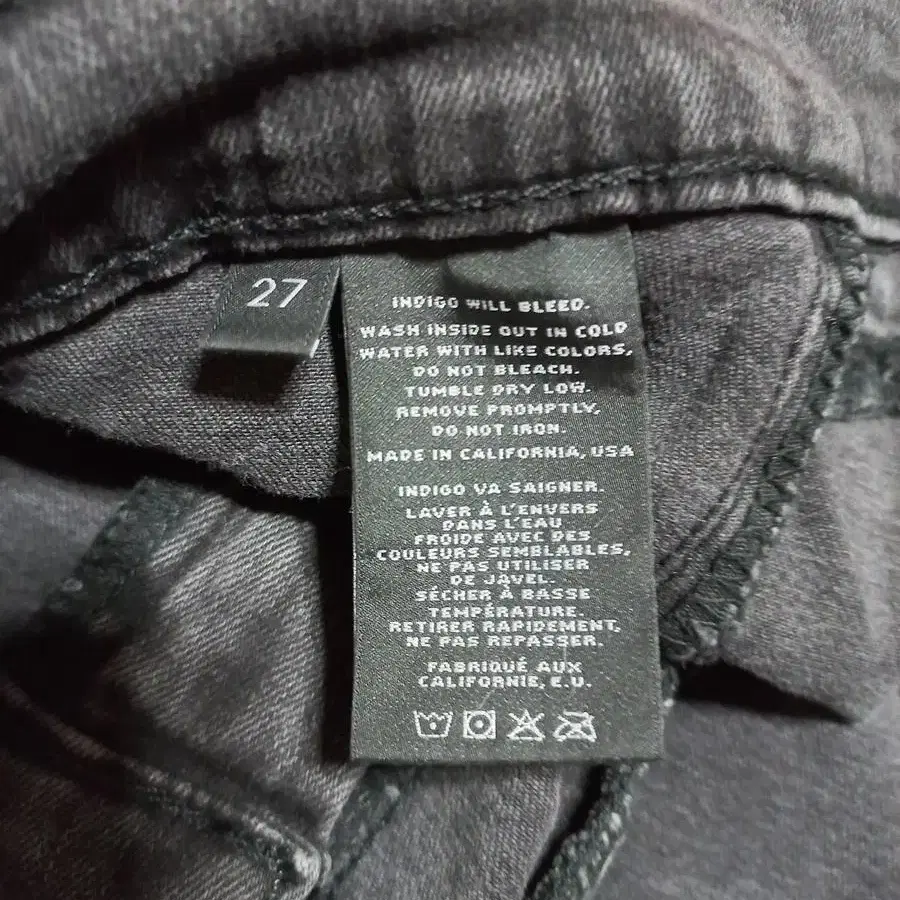 27
INDIGO WILL BLEED.
WASH INSIDE OUT IN COLD
WATER WITH LIKE COLORS,
DO NOT BLEACH.
TUMBLE DRY LOW.
REMOVE PROMPTLY,
DO NOT IRON.
MADE IN CALIFORNIA, USA
INDIGO VA SAIGNER.
LAVER À L'ENVERS
DANS L'EAU
FROIDE AVEC DES
COULEURS SEMBLABLES,
NE PAS UTILISER
DE JAVEL.
SÉCHER À BASSE
TEMPÉRATURE.
RETIRER RAPIDEMENT,
NE PAS REPASSER.
FABRIQUÉ AUX
CALIFORNIE, E.U.